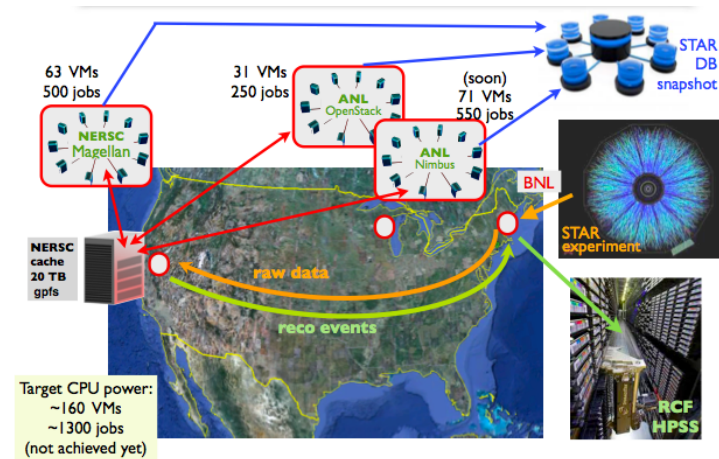 63 VMs
500 jobs
31 VMs
250 jobs
(soon)
71 VMs
550 jobs
STAR
DB
snapshot
NERSC
Magellan
ANL
OpenStack
ANL
Nimbus
BNL
STAR
experiment
NERSC
cache
20 TB
gpfs
raw data
reco events
Target CPU power:
~160 VMs
~1300 jobs
(not achieved yet)
RCF
HPSS